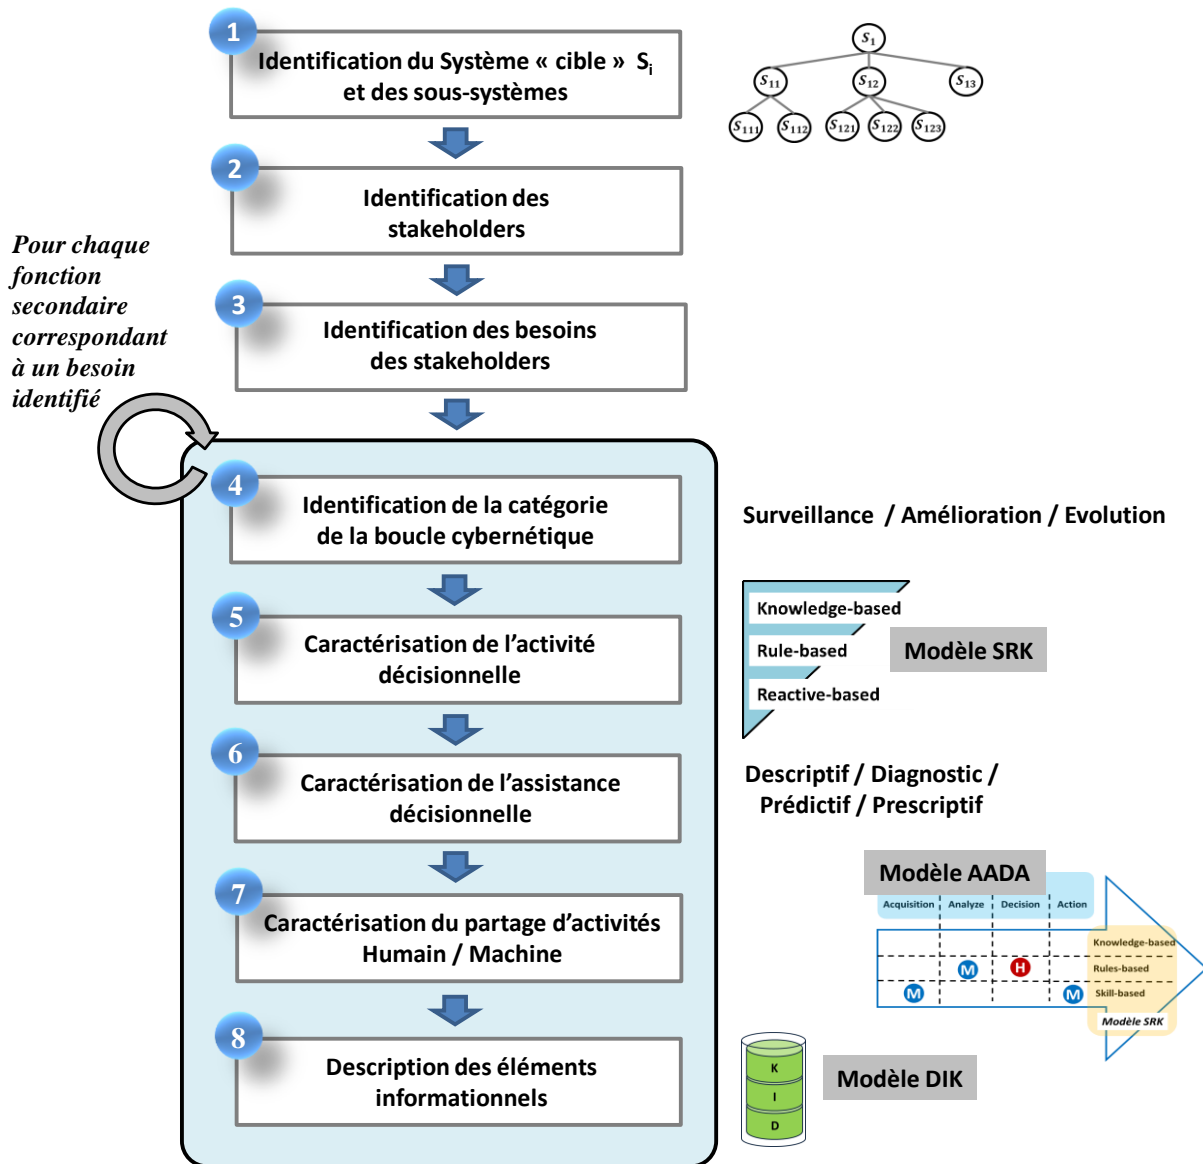 1
Identification du Système « cible » Si
et des sous-systèmes
S1
S11
S12
S13
S111
S112
S121
S122
S123
2
Identification des
stakeholders
Pour chaque
fonction
secondaire
correspondant
à un besoin
identifié
3
Identification des besoins
des stakeholders
4
Identification de la catégorie
de la boucle cybernétique
Surveillance / Amélioration / Evolution
5
Caractérisation de l'activité
décisionnelle
Knowledge-based
Rule-based
Reactive-based
Modèle SRK
6
Caractérisation de l'assistance
décisionnelle
Descriptif / Diagnostic /
Prédictif / Prescriptif
7
Caractérisation du partage d'activités
Humain / Machine
Modèle AADA
Acquisition Analyze Decision Action
Knowledge-based
M H Rules-based
M M Skill-based
Modèle SRK
8
Description des éléments
informationnels
K
I
D
Modèle DIK